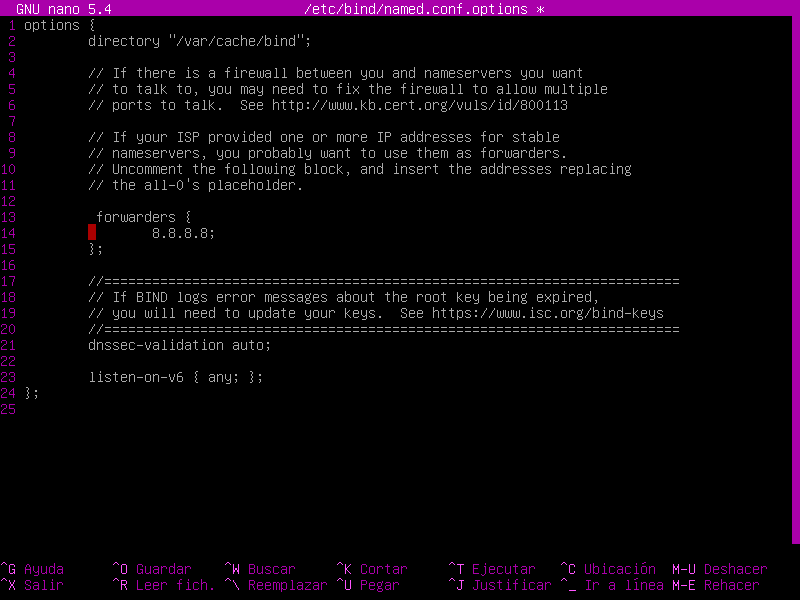 GNU nano 5.4 /etc/bind/named.conf.options *
1 options {
2 directory "/var/cache/bind";
3
4 // If there is a firewall between you and nameservers you want
5 // to talk to, you may need to fix the firewall to allow multiple
6 // ports to talk.  See http://www.kb.cert.org/vuls/id/800113
7
8 // If your ISP provided one or more IP addresses for stable
9 // nameservers, you probably want to use them as forwarders.
10 // Uncomment the following block, and insert the addresses replacing
11 // the all-0's placeholder.
12
13 forwarders {
14 8.8.8.8;
15 };
16
17 //========================================================================
18 // If BIND logs error messages about the root key being expired,
19 // you will need to update your keys.  See https://www.isc.org/bind-keys
20 //========================================================================
21 dnssec-validation auto;
22
23 listen-on-v6 { any; };
24 };
25
^G Ayuda ^O Guardar ^W Buscar ^K Cortar ^T Ejecutar ^C Ubicación M-U Deshacer
^X Salir ^R Leer fich. ^\ Reemplazar ^U Pegar ^J Justificar ^_ Ir a línea M-E Rehacer